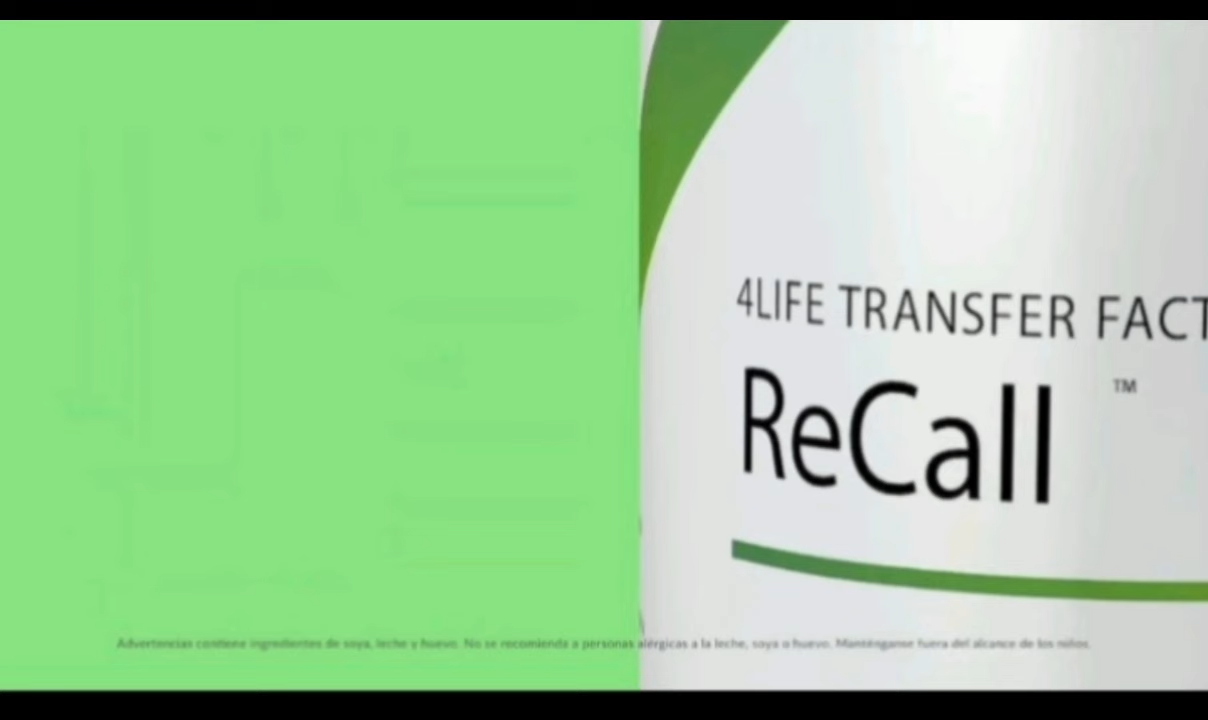 4LIFE TRANSFER FACT
ReCall ™
Advertencias contiene ingredientes de soya, leche y huevo. No se recomienda a personas alérgicas a la leche, soya o huevo. Manténganse fuera del alcance de los niños.